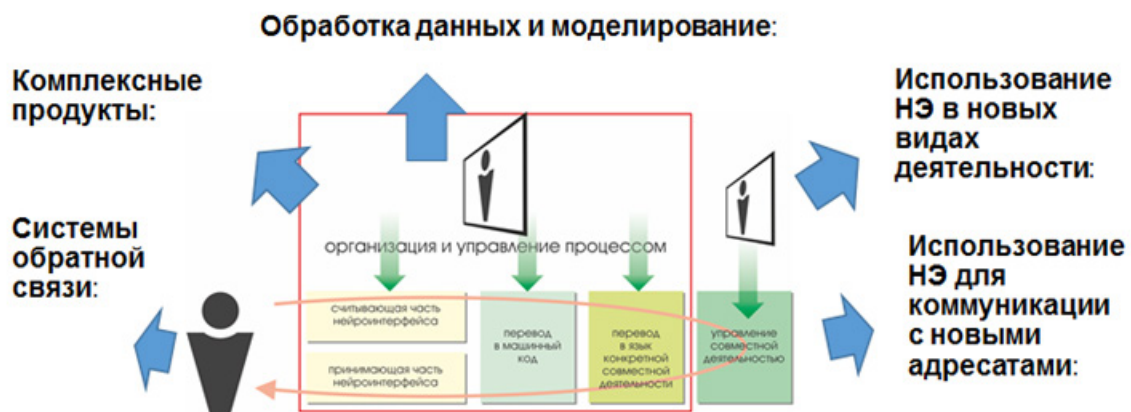 Обработка данных и моделирование:
Комплексные
продукты:
Использование
НЭ в новых
видах
деятельности:
Системы
обратной
связи:
организация и управление процессом
Использование
НЭ для
коммуникации
с новыми
адресатами:
считывающая часть
нейроинтерфейса
принимающая часть
нейроинтерфейса
перевод
в машинный
код
перевод
в язык
конкретной
совместной
деятельности
управление
совместной
деятельностью